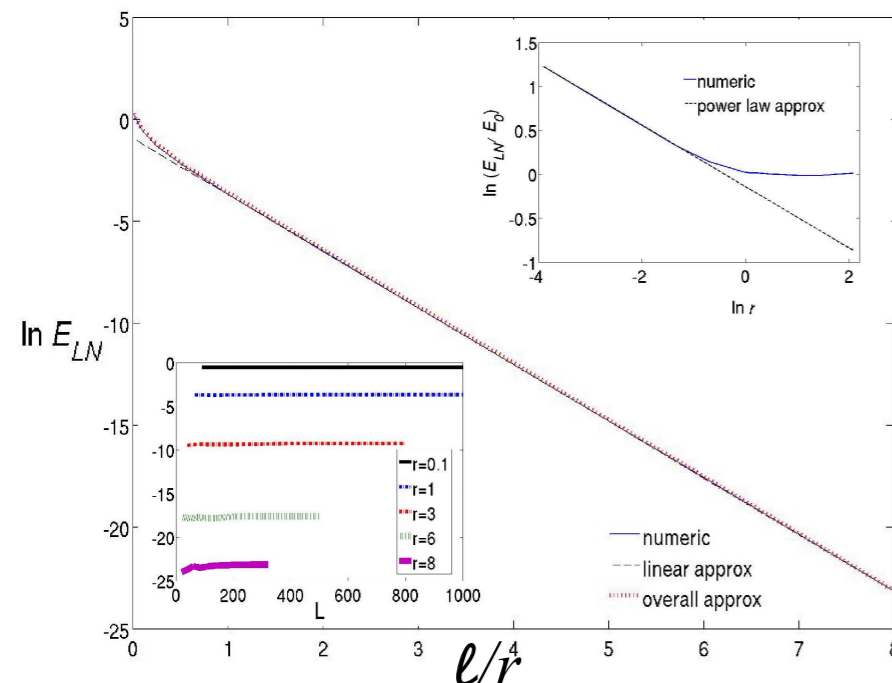 5
0
-5
-10
-15
-20
-25
ln E_LN
0 1 2 3 4 5 6 7 8
ℓ/r
numeric
linear approx
overall approx
1.5
1
0.5
0
-0.5
-1
ln (E_LN/ E_0)
-4 -2 0 2
ln r
numeric
power law approx
0
-5
-10
-15
-20
-25
0 200 400 600 800 1000
L
r=0.1
r=1
r=3
r=6
r=8